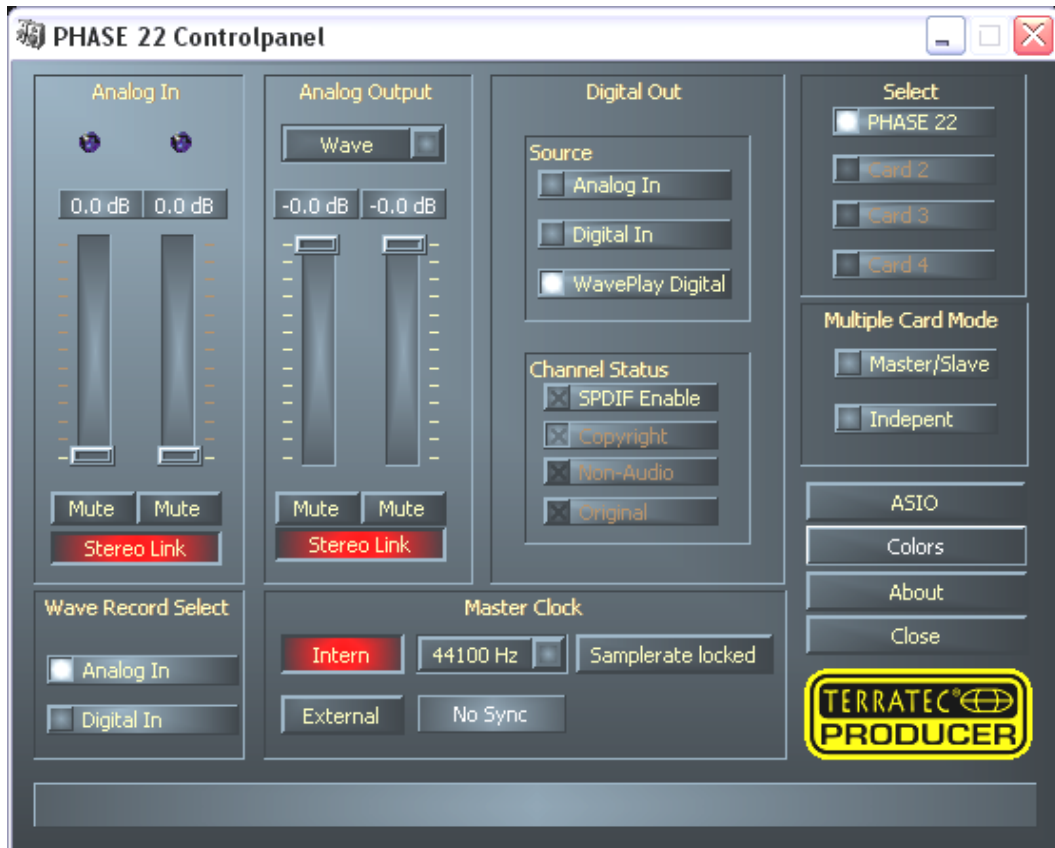 PHASE 22 Controlpanel
Analog In
0.0 dB 0.0 dB
Mute Mute
Stereo Link
Analog Output
Wave
-0.0 dB -0.0 dB
Mute Mute
Stereo Link
Digital Out
Source
Analog In
Digital In
WavePlay Digital
Channel Status
SPDIF Enable
Copyright
Non-Audio
Original
Select
PHASE 22
Card 2
Card 3
Card 4
Multiple Card Mode
Master/Slave
Indepent
ASIO
Colors
About
Close
Wave Record Select
Analog In
Digital In
Master Clock
Intern 44100 Hz Samplerate locked
External No Sync
TERRATEC®
PRODUCER